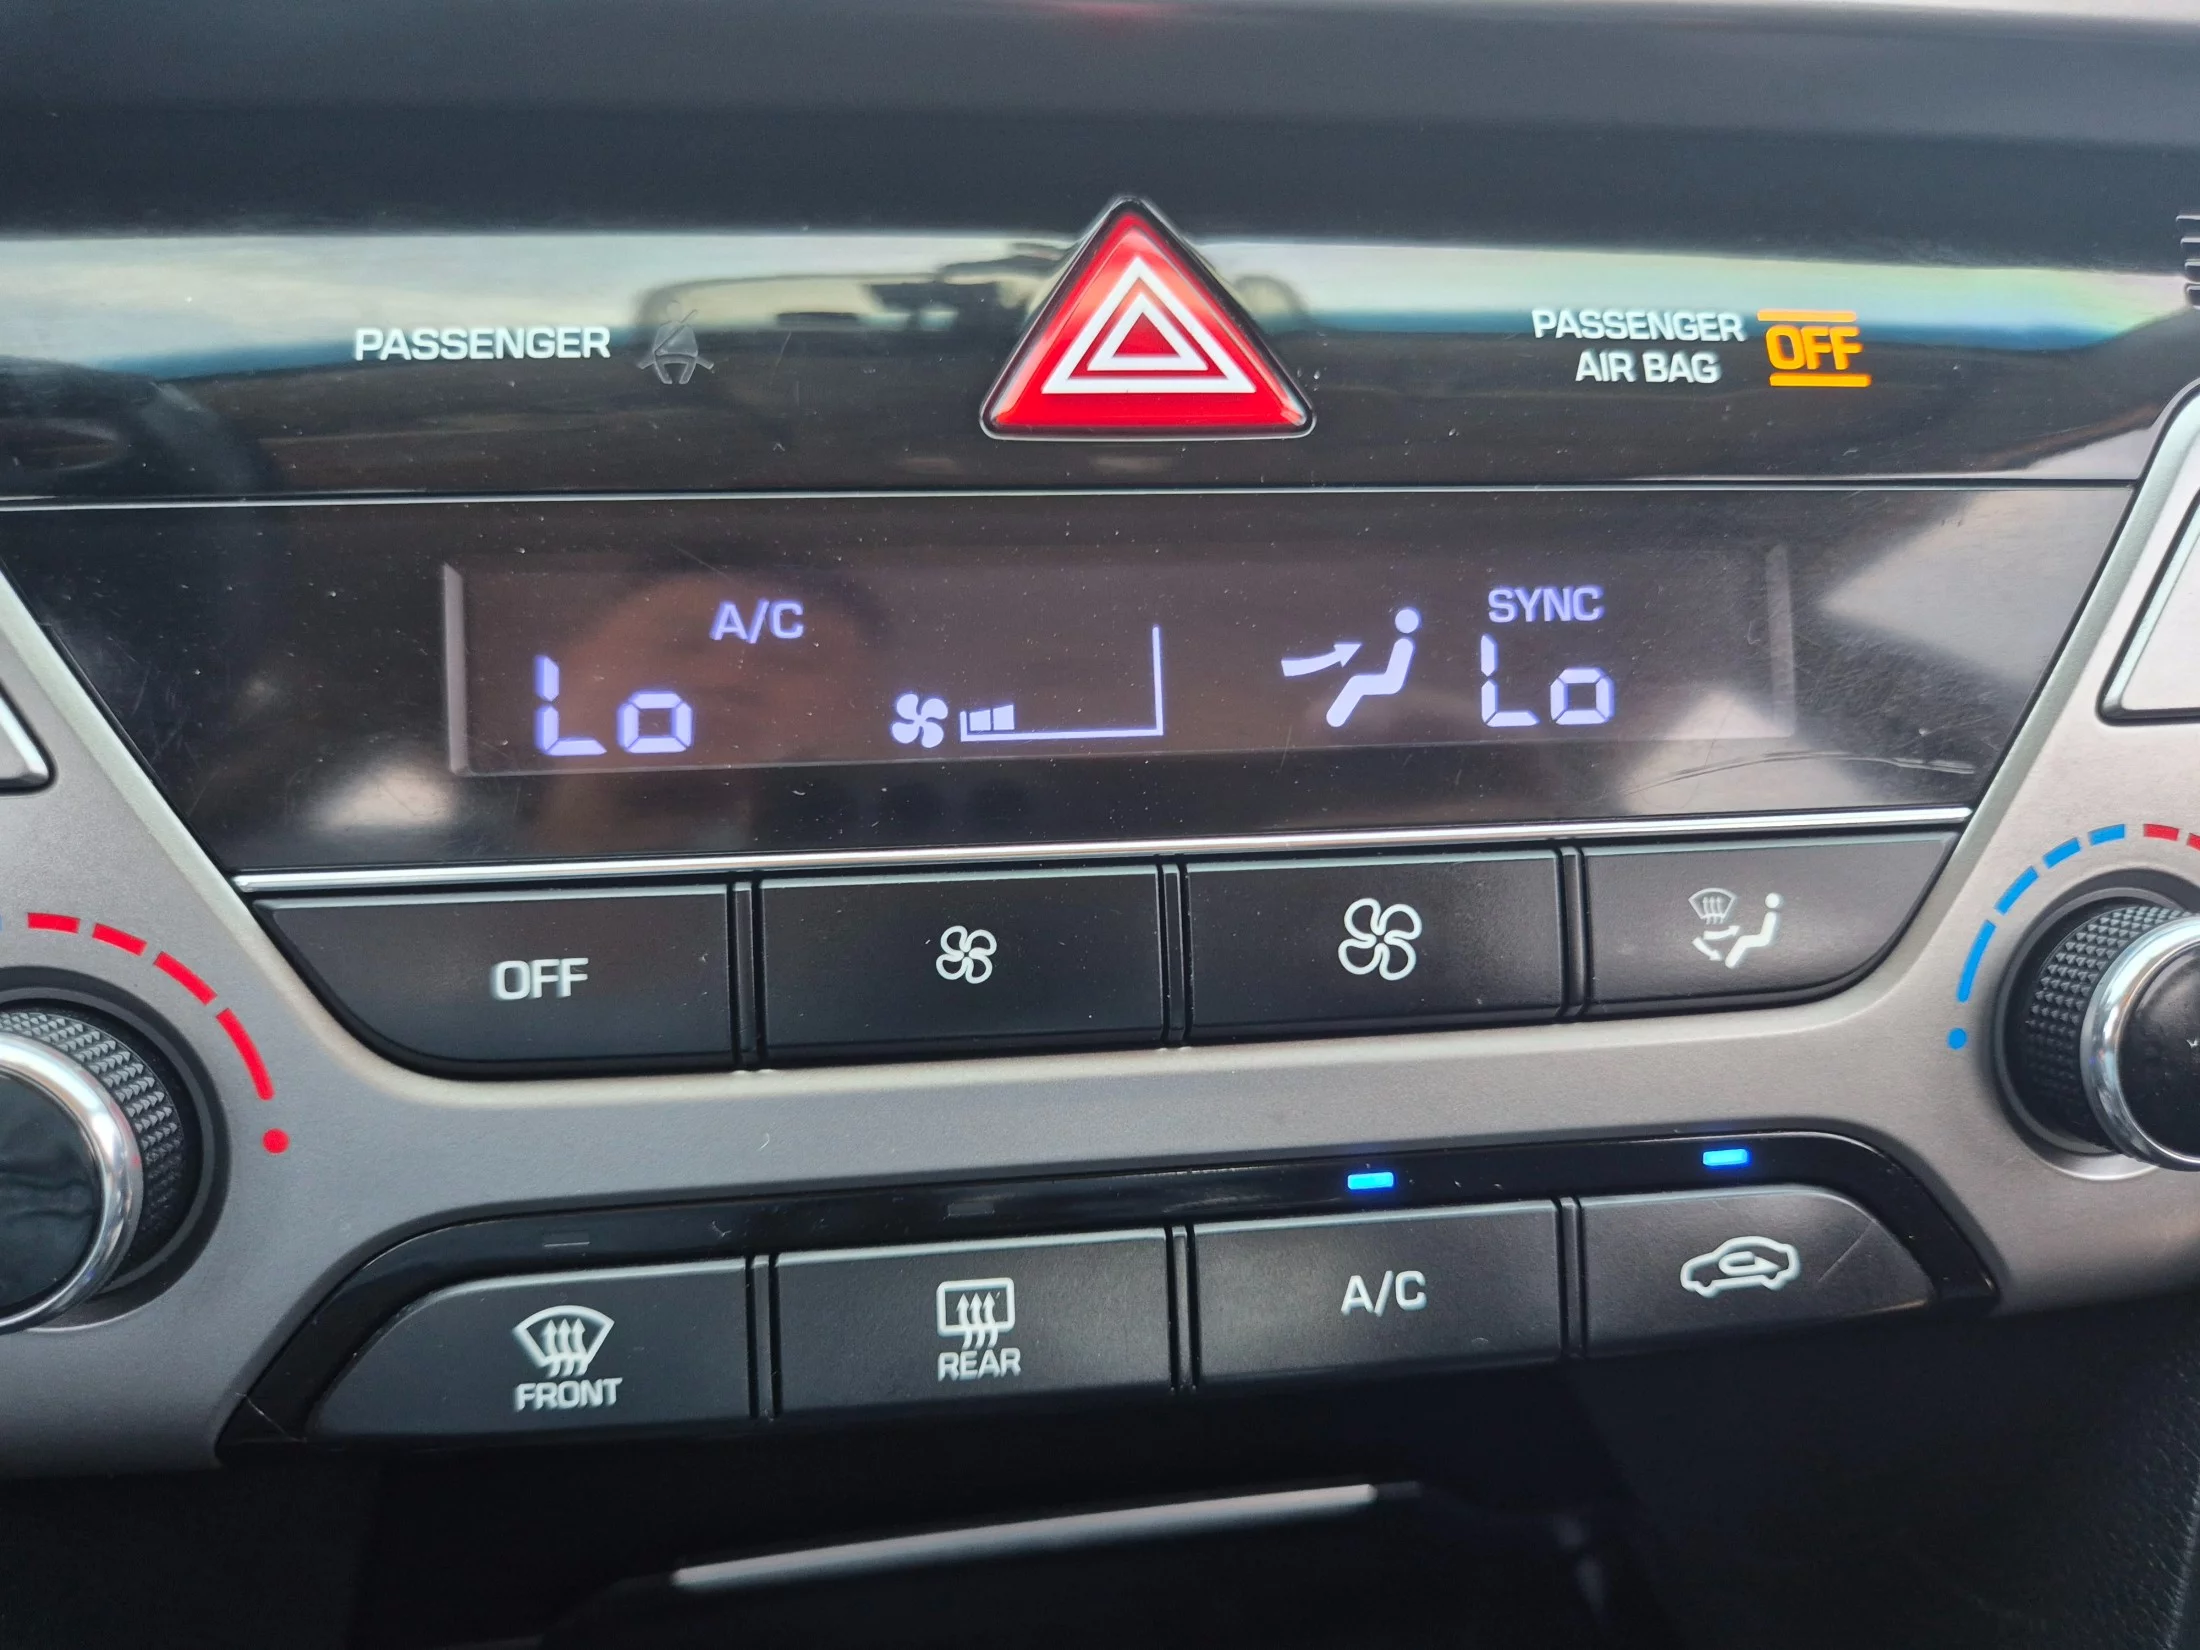 PASSENGER
PASSENGER
AIR BAG
OFF
A/C
SYNC
Lo
Lo
OFF
FRONT
REAR
A/C